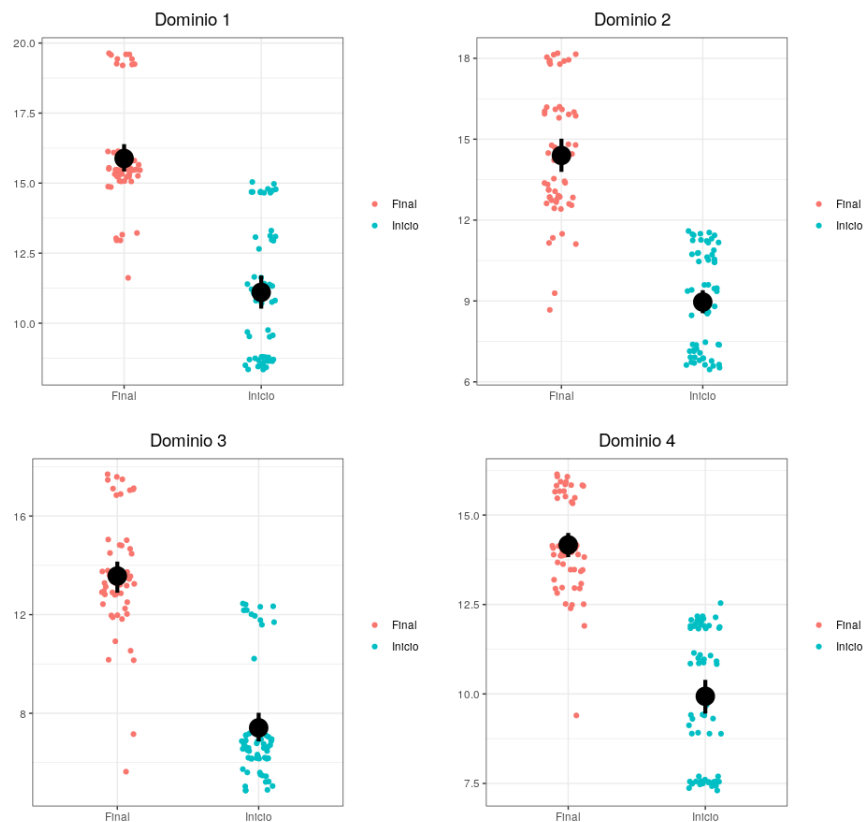 Dominio 1
20.0
17.5
15.0
12.5
10.0
Final
Inicio
Final
Inicio
Dominio 2
18
15
12
9
6
Final
Inicio
Final
Inicio
Dominio 3
16
12
8
Final
Inicio
Final
Inicio
Dominio 4
15.0
12.5
10.0
7.5
Final
Inicio
Final
Inicio